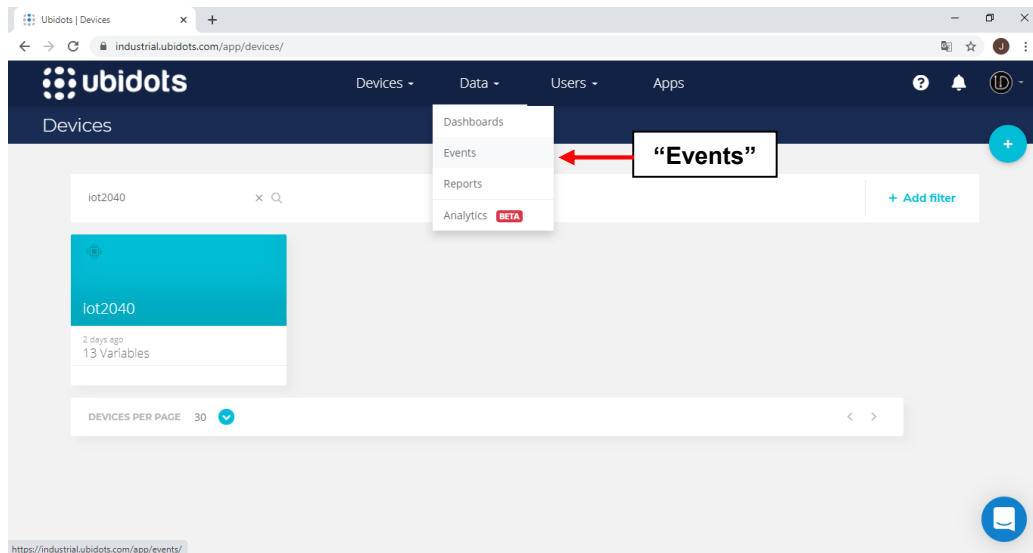 Ubidots | Devices
industrial.ubidots.com/app/devices/
J
ubidots
Devices
Data
Users
Apps
Devices
Dashboards
Events
Reports
Analytics BETA
“Events”
iot2040
+ Add filter
iot2040
2 days ago
13 Variables
DEVICES PER PAGE 30
https://industrial.ubidots.com/app/events/